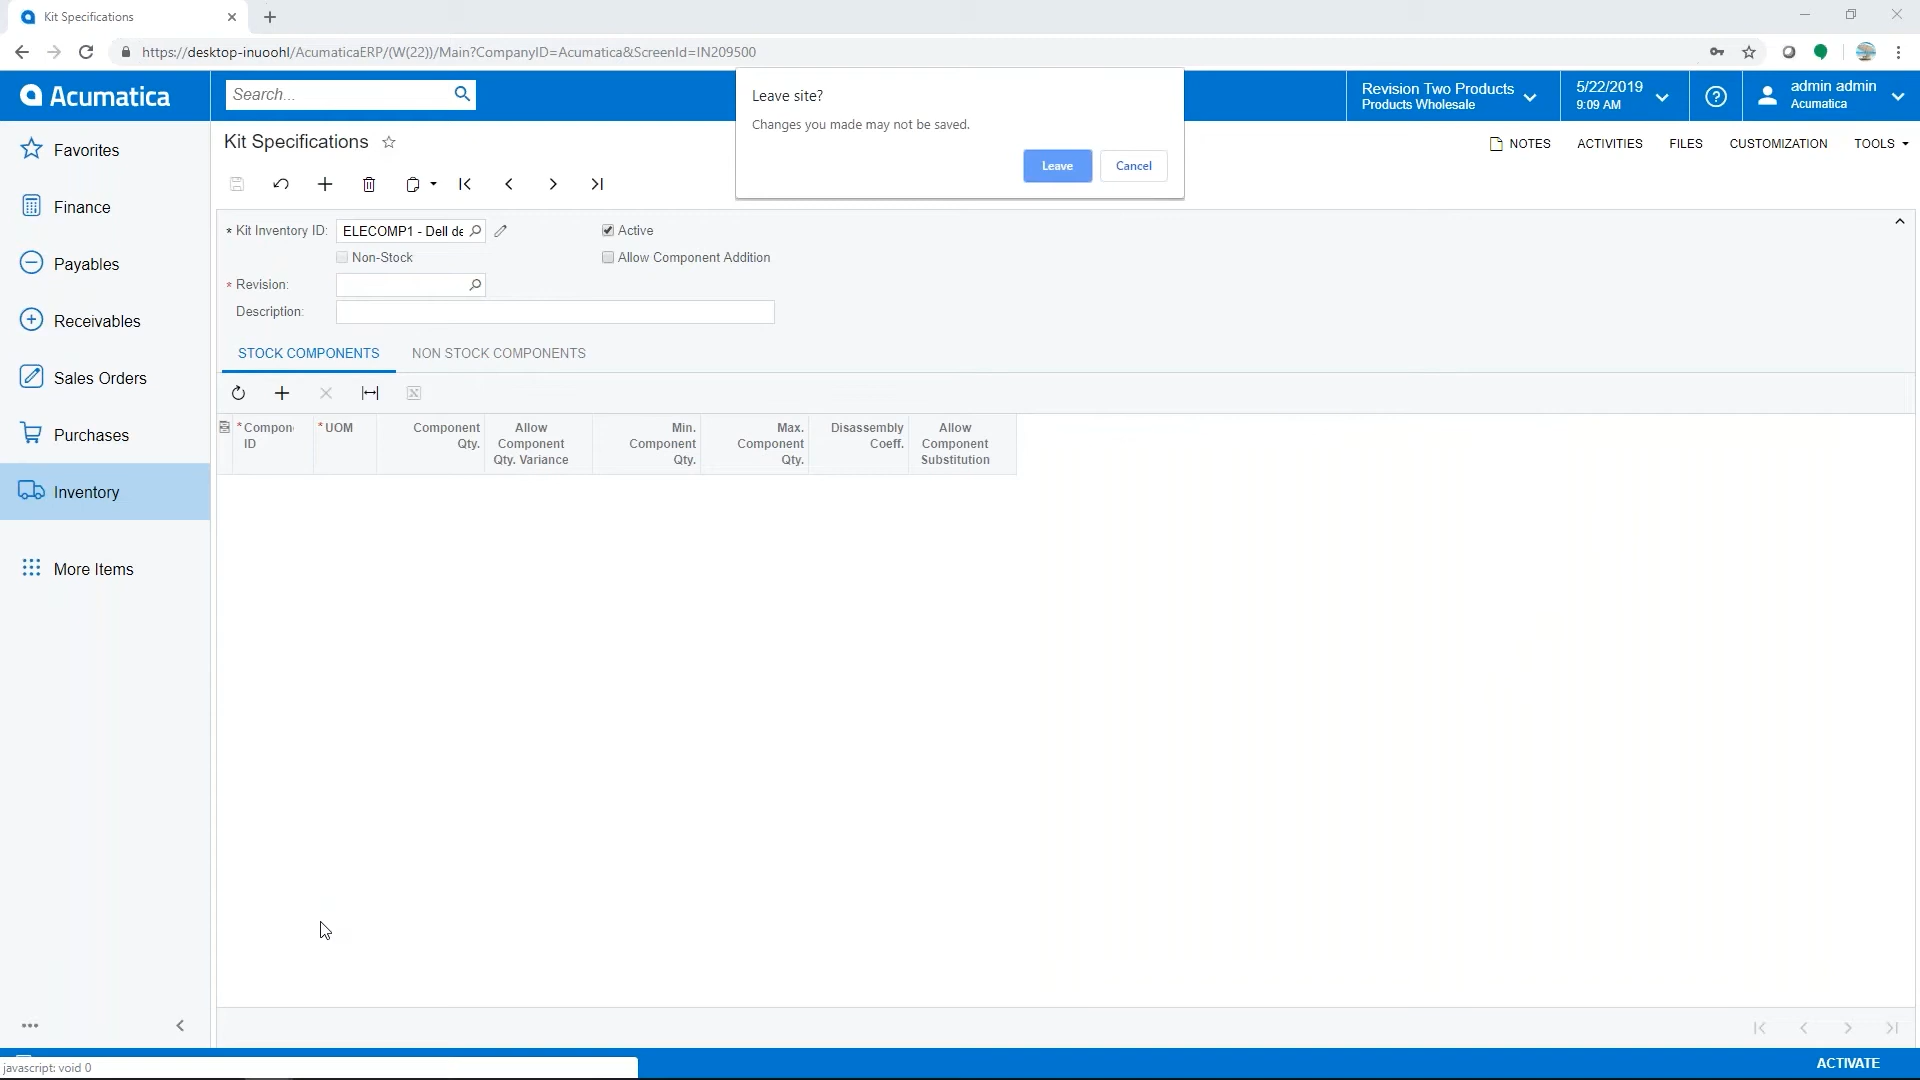 Kit Specifications
https://desktop-inuoohl/AcumaticaERP/(W(22))/Main?CompanyID=Acumatica&ScreenId=IN209500
Acumatica
Search...
Leave site?
Changes you made may not be saved.
Leave
Cancel
Revision Two Products
Products Wholesale
5/22/2019
9:09 AM
admin admin
Acumatica
Favorites
Finance
Payables
Receivables
Sales Orders
Purchases
Inventory
More Items
Kit Specifications
NOTES
ACTIVITIES
FILES
CUSTOMIZATION
TOOLS
* Kit Inventory ID:
ELECOMP1 - Dell de
Active
Non-Stock
Allow Component Addition
* Revision:
Description:
STOCK COMPONENTS
NON STOCK COMPONENTS
* Compon
ID
* UOM
Component
Qty.
Allow
Component
Qty. Variance
Min.
Component
Qty.
Max.
Component
Qty.
Disassembly
Coeff.
Allow
Component
Substitution
javascript: void 0
ACTIVATE